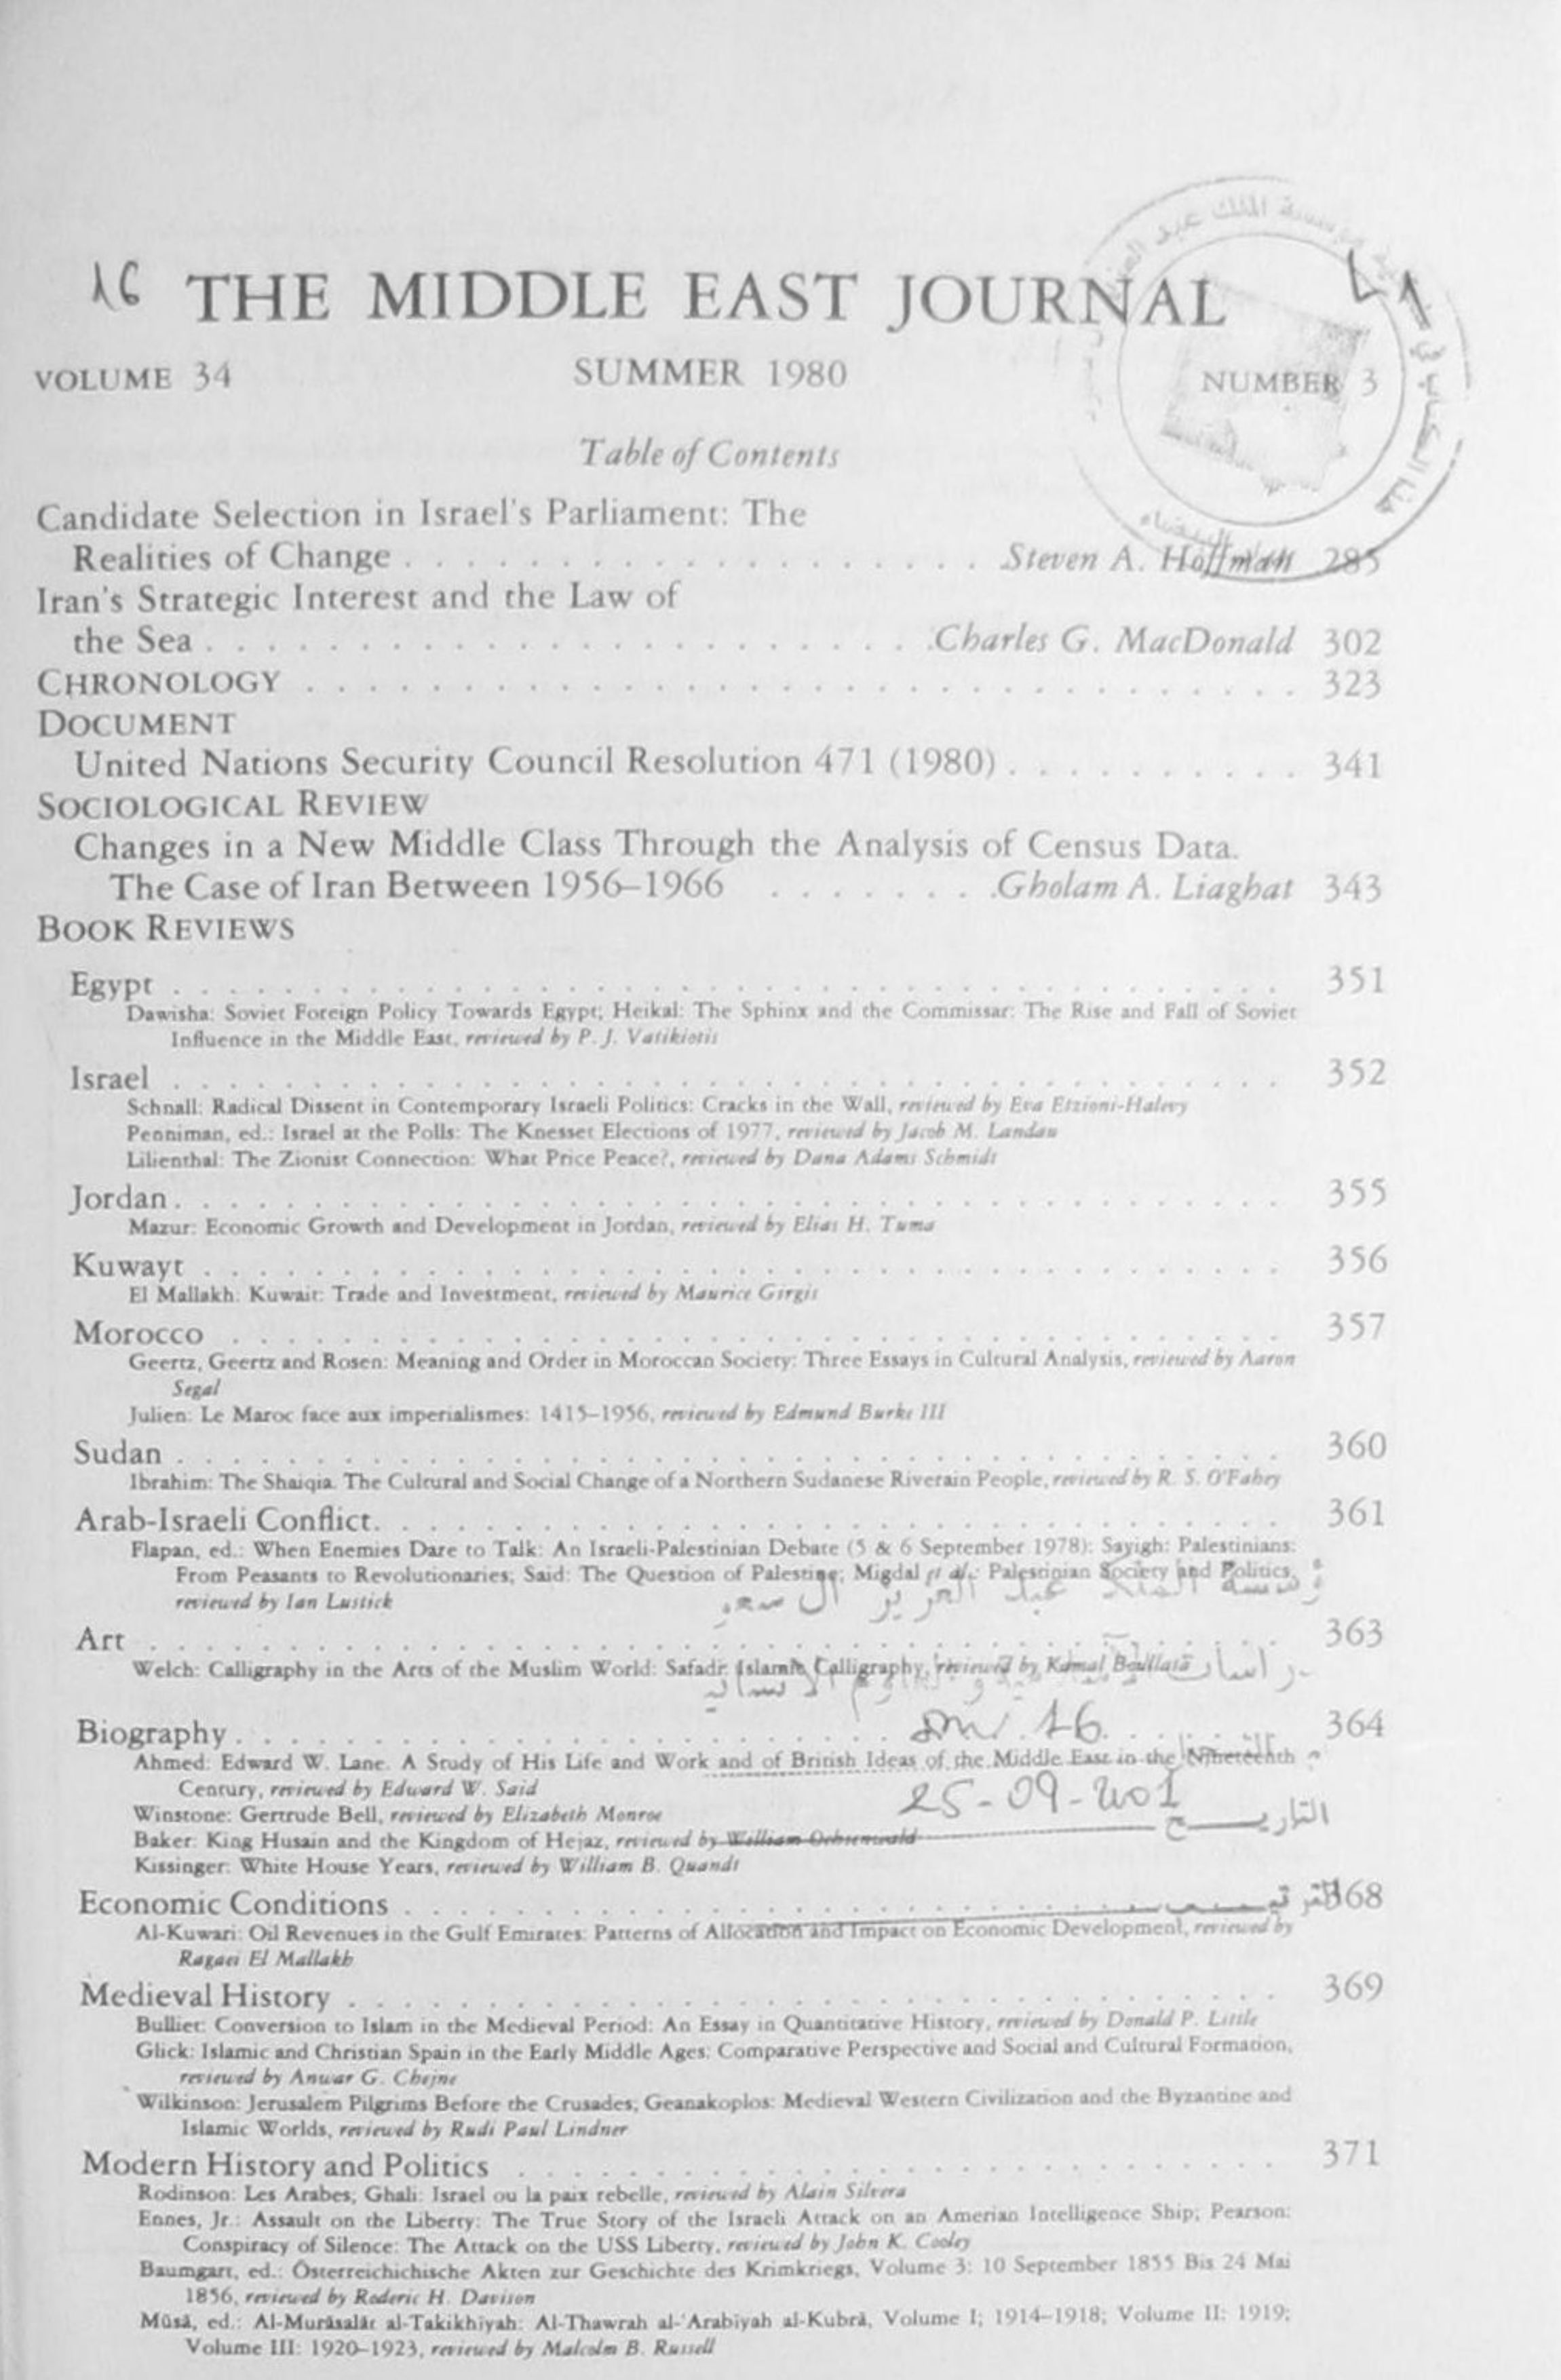 16 THE MIDDLE EAST JOURNAL
VOLUME 34 SUMMER 1980 NUMBER 3
Table of Contents
Candidate Selection in Israel's Parliament: The
Realities of Change . . . . . . . . . . . . . . . . . . . . Steven A. Hoffman 285
Iran's Strategic Interest and the Law of
the Sea . . . . . . . . . . . . . . . . . . . . . . . . . . Charles G. MacDonald 302
CHRONOLOGY . . . . . . . . . . . . . . . . . . . . . . . . . . . . . . . . . . . . 323
DOCUMENT
United Nations Security Council Resolution 471 (1980) . . . . . . . . . . . 341
SOCIOLOGICAL REVIEW
Changes in a New Middle Class Through the Analysis of Census Data.
The Case of Iran Between 1956–1966 . . . . . . . . Gholam A. Liaghat 343
BOOK REVIEWS
Egypt . . . . . . . . . . . . . . . . . . . . . . . . . . . . . . . . . . . . . . . . 351
Dawisha: Soviet Foreign Policy Towards Egypt; Heikal: The Sphinx and the Commissar: The Rise and Fall of Soviet
Influence in the Middle East, reviewed by P. J. Vatikiotis
Israel . . . . . . . . . . . . . . . . . . . . . . . . . . . . . . . . . . . . . . . . 352
Schnall: Radical Dissent in Contemporary Israeli Politics: Cracks in the Wall, reviewed by Eva Etzioni-Halevy
Penniman, ed.: Israel at the Polls: The Knesset Elections of 1977, reviewed by Jacob M. Landau
Lilienthal: The Zionist Connection: What Price Peace?, reviewed by Dana Adams Schmidt
Jordan . . . . . . . . . . . . . . . . . . . . . . . . . . . . . . . . . . . . . . . . 355
Mazur: Economic Growth and Development in Jordan, reviewed by Elias H. Tuma
Kuwayt . . . . . . . . . . . . . . . . . . . . . . . . . . . . . . . . . . . . . . . 356
El Mallakh: Kuwait: Trade and Investment, reviewed by Maurice Girgis
Morocco . . . . . . . . . . . . . . . . . . . . . . . . . . . . . . . . . . . . . . 357
Geertz, Geertz and Rosen: Meaning and Order in Moroccan Society: Three Essays in Cultural Analysis, reviewed by Aaron
Segal
Julien: Le Maroc face aux imperialismes: 1415–1956, reviewed by Edmund Burke III
Sudan . . . . . . . . . . . . . . . . . . . . . . . . . . . . . . . . . . . . . . . . 360
Ibrahim: The Shaiqia. The Cultural and Social Change of a Northern Sudanese Riverain People, reviewed by R. S. O'Fahey
Arab-Israeli Conflict. . . . . . . . . . . . . . . . . . . . . . . . . . . . . . . . . 361
Flapan, ed.: When Enemies Dare to Talk: An Israeli-Palestinian Debate (5 & 6 September 1978); Sayigh: Palestinians:
From Peasants to Revolutionaries; Said: The Question of Palestine; Migdal et al.: Palestinian Society and Politics,
reviewed by Ian Lustick
Art . . . . . . . . . . . . . . . . . . . . . . . . . . . . . . . . . . . . . . . . . 363
Welch: Calligraphy in the Arts of the Muslim World: Safadi: Islamic Calligraphy, reviewed by Kamal Boullata
Biography . . . . . . . . . . . . . . . . . . . . . . . . 16 . . . . . . . . . . . . 364
Ahmed: Edward W. Lane. A Study of His Life and Work and of British Ideas of the Middle East in the Nineteenth
Century, reviewed by Edward W. Said
25-09-2001 التاريخ
Winstone: Gertrude Bell, reviewed by Elizabeth Monroe
Baker: King Husain and the Kingdom of Hejaz, reviewed by William Ochsenwald
Kissinger: White House Years, reviewed by William B. Quandt
Economic Conditions . . . . . . . . . . . . . . . . . . . . . . . . . . . . . . . 368
Al-Kuwari: Oil Revenues in the Gulf Emirates: Patterns of Allocation and Impact on Economic Development, reviewed by
Ragaei El Mallakh
Medieval History . . . . . . . . . . . . . . . . . . . . . . . . . . . . . . . . . . 369
Bulliet: Conversion to Islam in the Medieval Period: An Essay in Quantitative History, reviewed by Donald P. Little
Glick: Islamic and Christian Spain in the Early Middle Ages: Comparative Perspective and Social and Cultural Formation,
reviewed by Anwar G. Chejne
Wilkinson: Jerusalem Pilgrims Before the Crusades; Geanakoplos: Medieval Western Civilization and the Byzantine and
Islamic Worlds, reviewed by Rudi Paul Lindner
Modern History and Politics . . . . . . . . . . . . . . . . . . . . . . . . . . . . 371
Rodinson: Les Arabes; Ghali: Israel ou la paix rebelle, reviewed by Alain Silvera
Ennes, Jr.: Assault on the Liberty: The True Story of the Israeli Attack on an Amerian Intelligence Ship; Pearson:
Conspiracy of Silence: The Attack on the USS Liberty, reviewed by John K. Cooley
Baumgart, ed.: Österreichichische Akten zur Geschichte des Krimkriegs, Volume 3: 10 September 1855 Bis 24 Mai
1856, reviewed by Roderic H. Davison
Mūsā, ed.: Al-Murāsalāt al-Takikhīyah: Al-Thawrah al-'Arabīyah al-Kubrā, Volume I; 1914–1918; Volume II: 1919;
Volume III: 1920–1923, reviewed by Malcolm B. Russell